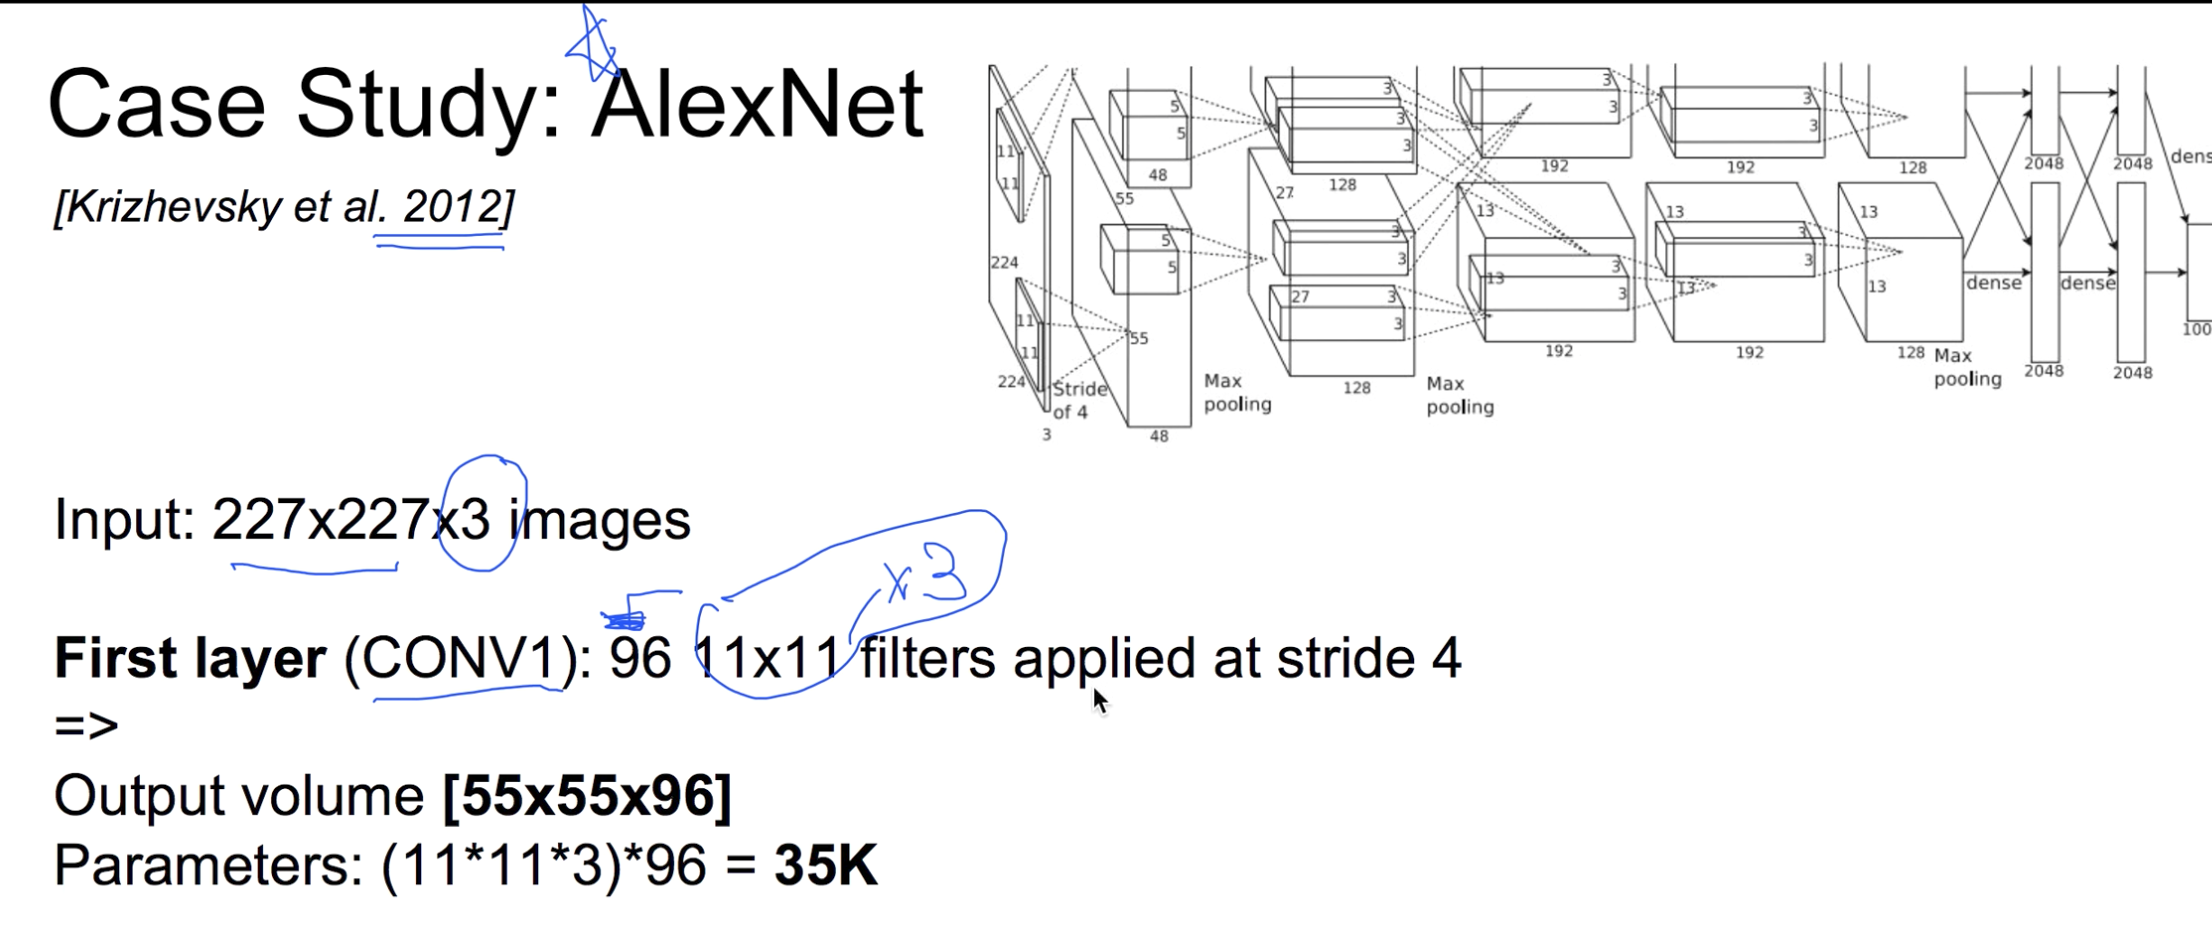 Case Study: AlexNet
[Krizhevsky et al. 2012]
11
11
224
11
11
224
3
Stride
of 4
5
5
48
55
5
5
55
48
Max
pooling
3
3
3
128
27
3
3
27
3
3
128
Max
pooling
3
3
192
13
3
13
3
192
3
3
192
13
3
3
13
192
128
13
13
128
Max
pooling
2048
2048
dense
dense
2048
2048
dens
100
Input: 227x227x3 images
x3
First layer (CONV1): 96 11x11 filters applied at stride 4
=>
Output volume [55x55x96]
Parameters: (11*11*3)*96 = 35K